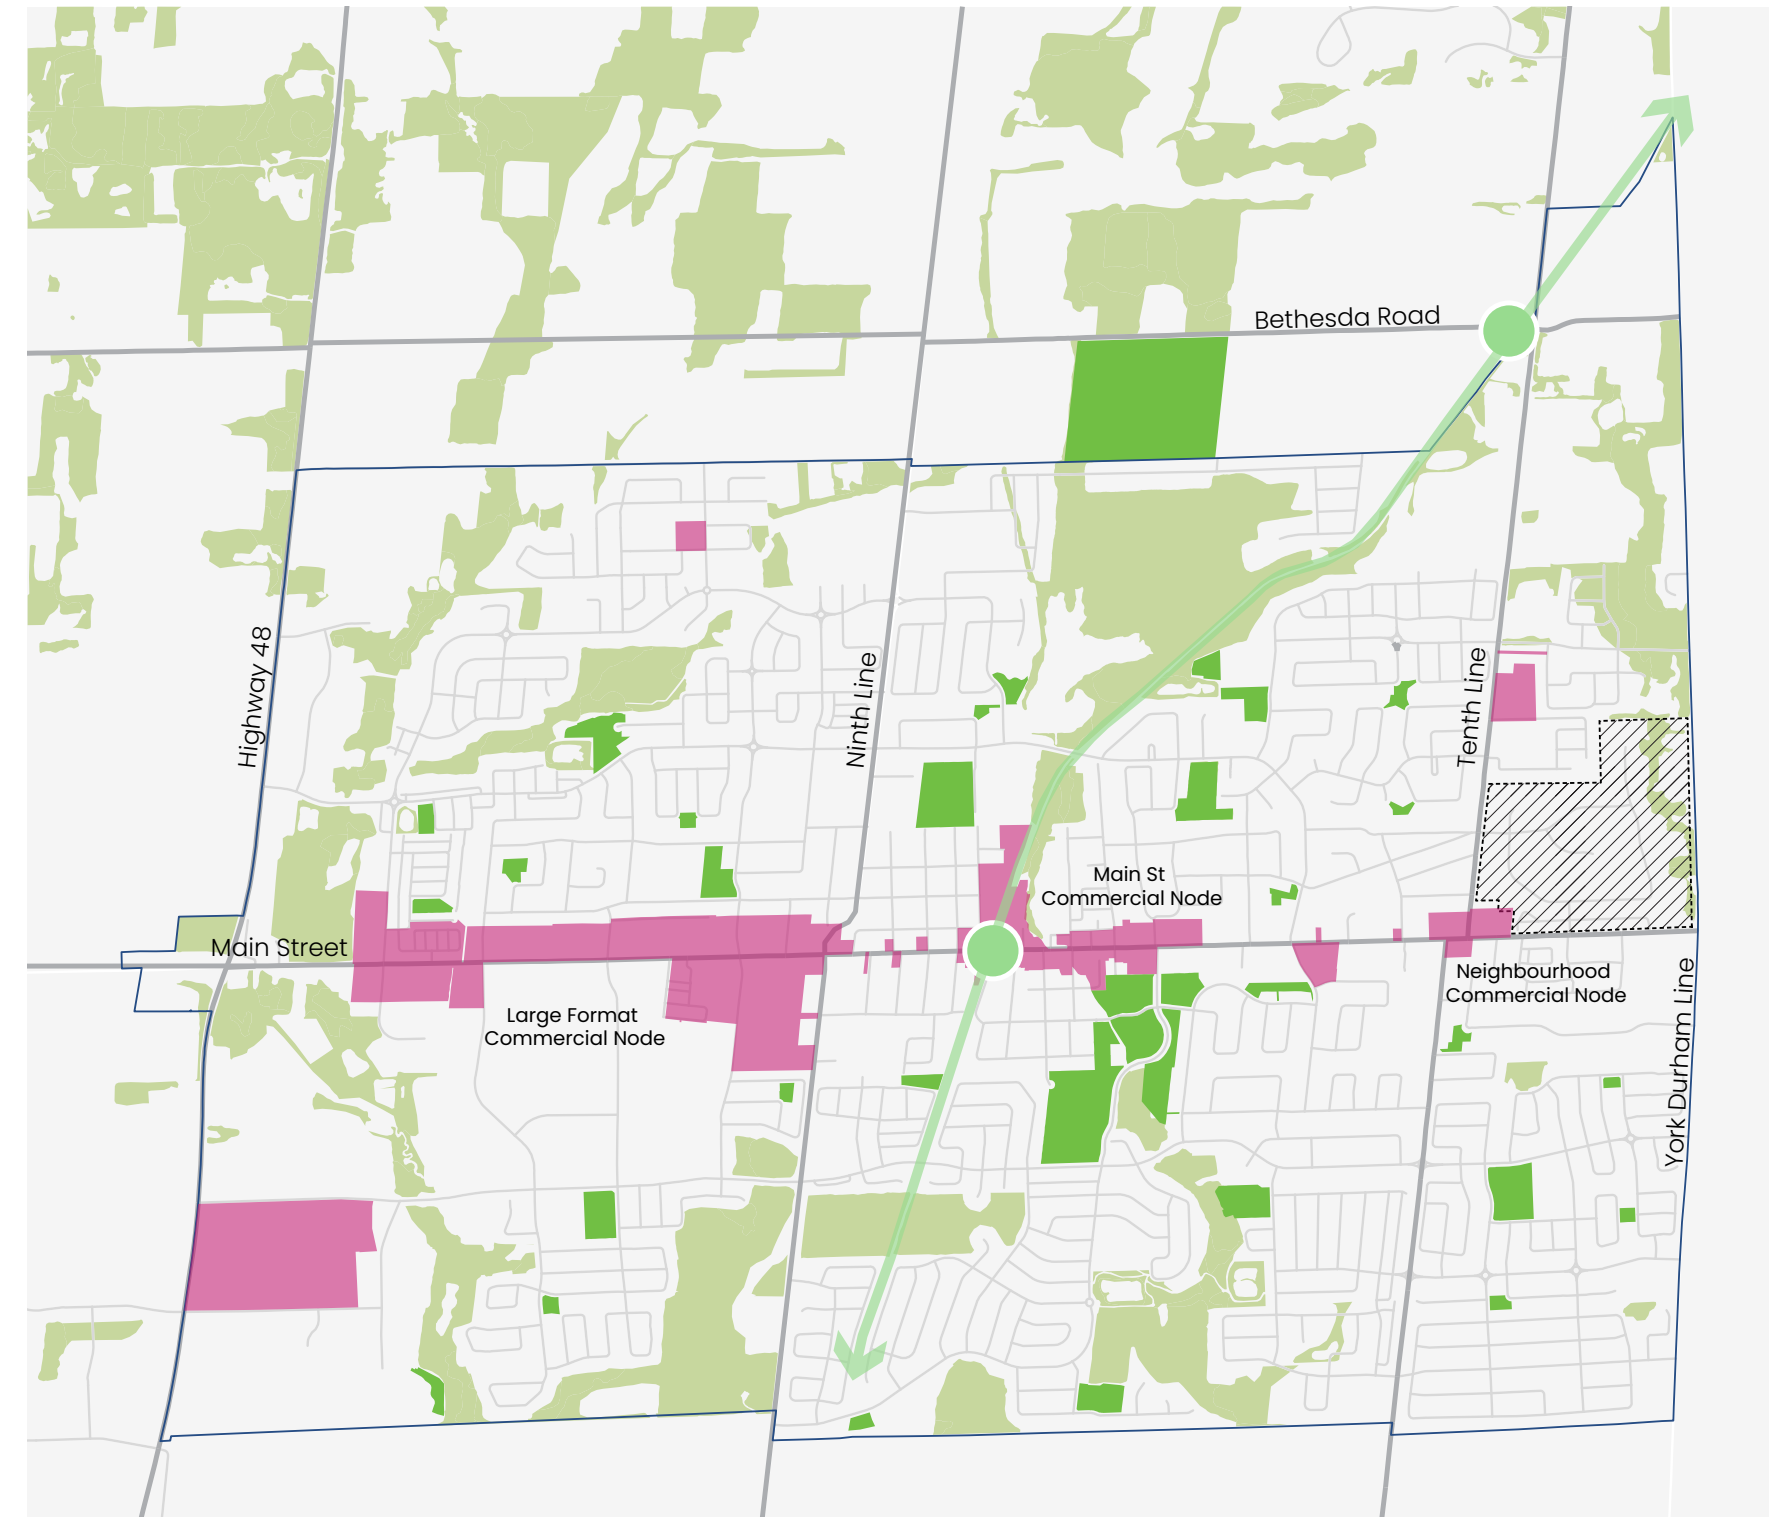 Bethesda Road
Highway 48
Ninth Line
Tenth Line
Main St
Commercial Node
Main Street
Large Format
Commercial Node
Neighbourhood
Commercial Node
York Durham Line